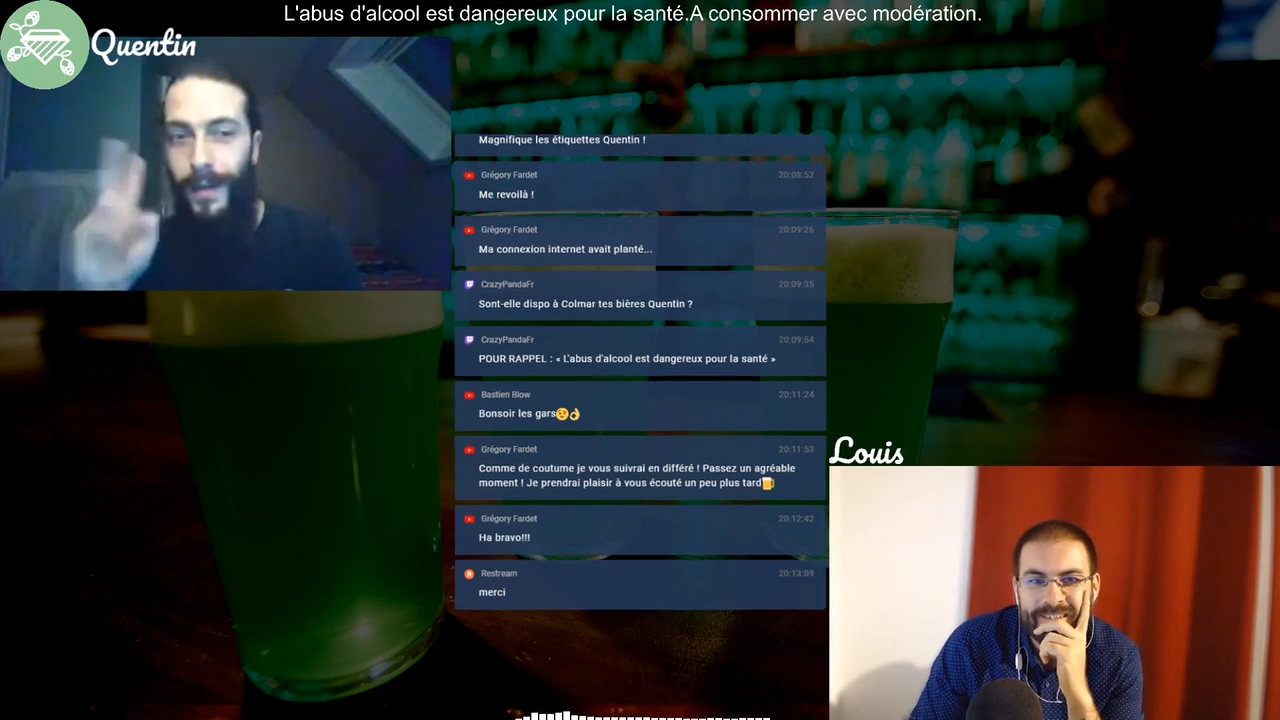 L'abus d'alcool est dangereux pour la santé.A consommer avec modération.
Quentin
Magnifique les étiquettes Quentin !
Grégory Fardet 20:08:52
Me revoilà !
Grégory Fardet 20:09:26
Ma connexion internet avait planté...
CrazyPandaFr 20:09:35
Sont-elle dispo à Colmar tes bières Quentin ?
CrazyPandaFr 20:09:54
POUR RAPPEL : « L'abus d'alcool est dangereux pour la santé »
Bastien Blow 20:11:24
Bonsoir les gars😉👌
Grégory Fardet 20:11:53
Comme de coutume je vous suivrai en différé ! Passez un agréable
moment ! Je prendrai plaisir à vous écouté un peu plus tard🍺
Grégory Fardet 20:12:42
Ha bravo!!!
Restream 20:13:09
merci
Louis